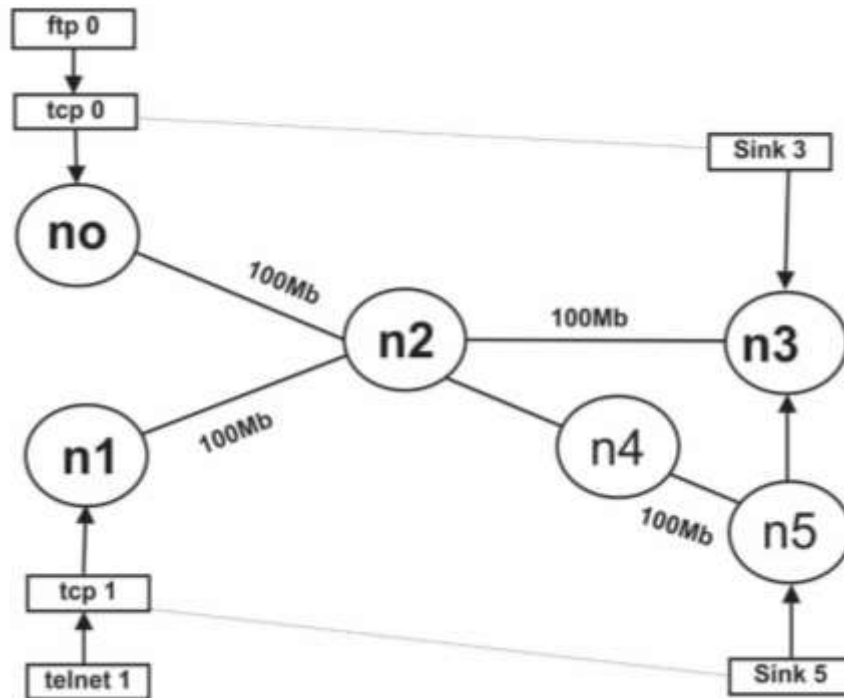 ftp 0
tcp 0
Sink 3
no
100Mb
n2
100Mb
n3
n1
100Mb
n4
100Mb
n5
tcp 1
telnet 1
Sink 5